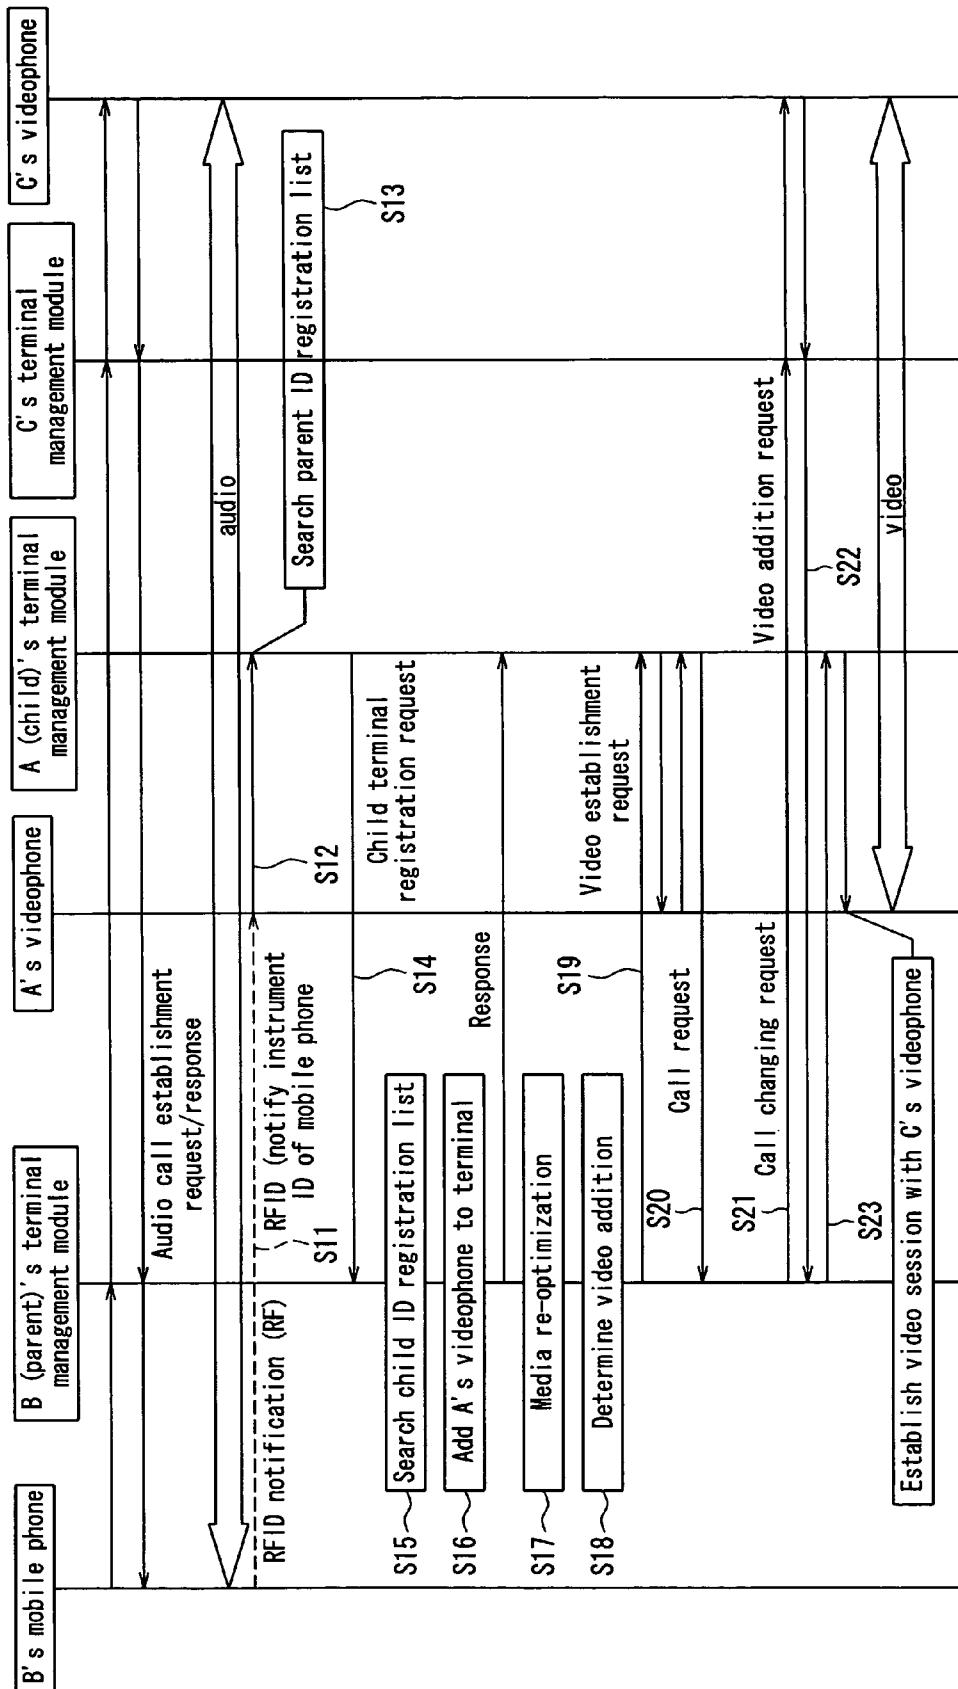 B's mobile phone
B (parent)'s terminal
management module
A's videophone
A (child)'s terminal
management module
C's terminal
management module
C's videophone
Audio call establishment
request/response
audio
RFID notification (RF)
RFID (notify instrument
ID of mobile phone
S11
S12
Search parent ID registration list
S13
Child terminal
registration request
S14
S15
Search child ID registration list
S16
Add A's videophone to terminal
Response
S17
Media re-optimization
S18
Determine video addition
S19
Video establishment
request
Call request
S20
Call changing request
S21
Video addition request
S22
S23
video
Establish video session with C's videophone